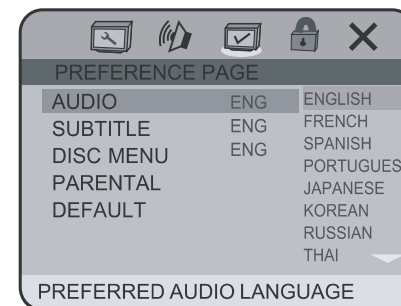 PREFERENCE PAGE
AUDIO ENG ENGLISH
SUBTITLE ENG FRENCH
DISC MENU ENG SPANISH
PARENTAL PORTUGUES
DEFAULT JAPANESE
KOREAN
RUSSIAN
THAI
PREFERRED AUDIO LANGUAGE